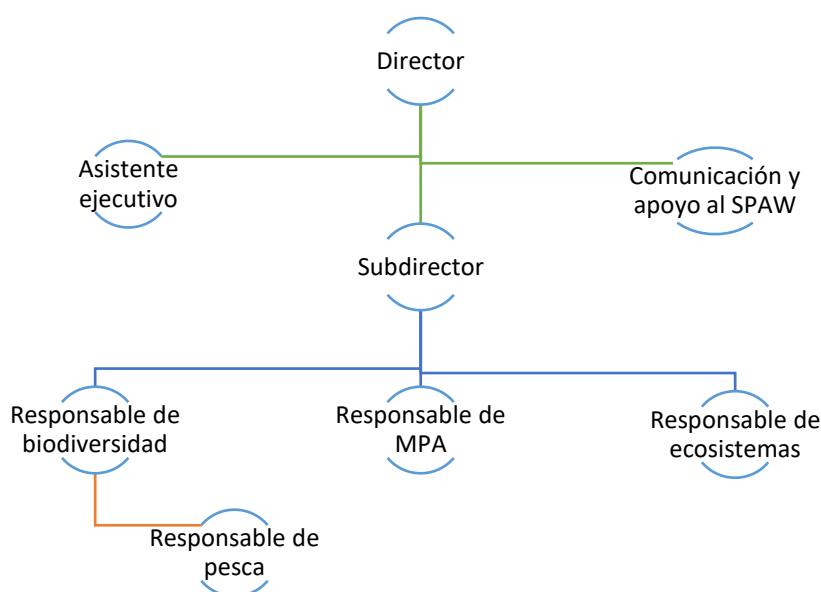 Director
Asistente
ejecutivo
Comunicación y
apoyo al SPAW
Subdirector
Responsable de
biodiversidad
Responsable de
MPA
Responsable de
ecosistemas
Responsable de
pesca